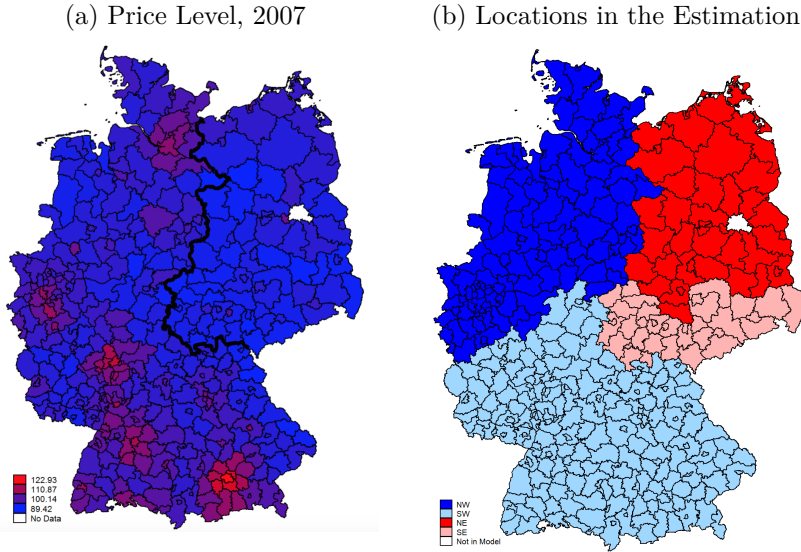 (a) Price Level, 2007
(b) Locations in the Estimation
122.93
110.87
100.14
89.42
No Data
NW
SW
NE
SE
Not in Model